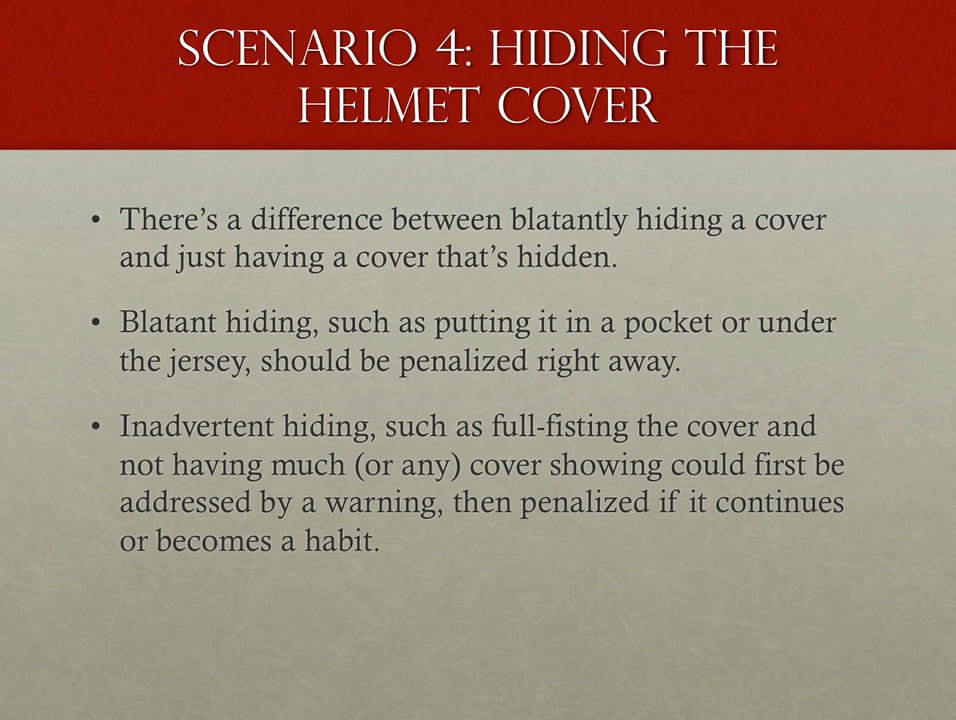 SCENARIO 4: HIDING THE
HELMET COVER
• There’s a difference between blatantly hiding a cover
and just having a cover that’s hidden.
• Blatant hiding, such as putting it in a pocket or under
the jersey, should be penalized right away.
• Inadvertent hiding, such as full-fisting the cover and
not having much (or any) cover showing could first be
addressed by a warning, then penalized if it continues
or becomes a habit.